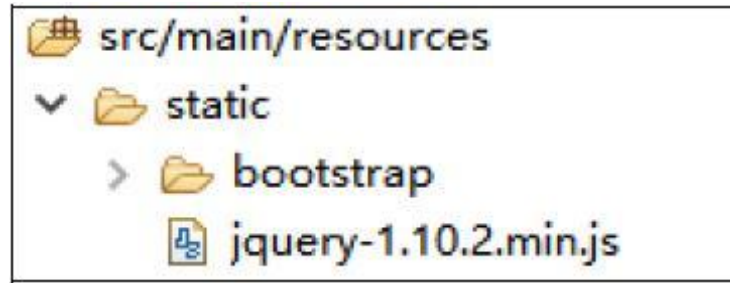 src/main/resources
static
bootstrap
jquery-1.10.2.min.js